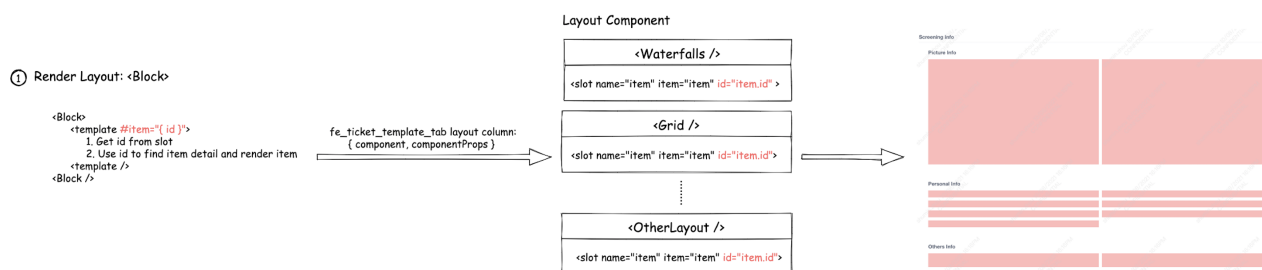 ① Render Layout: <Block>
<Block>
<template #item="{ id }">
1. Get id from slot
2. Use id to find item detail and render item
<template />
<Block />
fe_ticket_template_tab layout column:
{ component, componentProps }
Layout Component
<Waterfalls />
<slot name="item" item="item" id="item.id" >
<Grid />
<slot name="item" item="item" id="item.id">
<OtherLayout />
<slot name="item" item="item" id="item.id">
Screening Info
Picture Info
Personal Info
Others Info